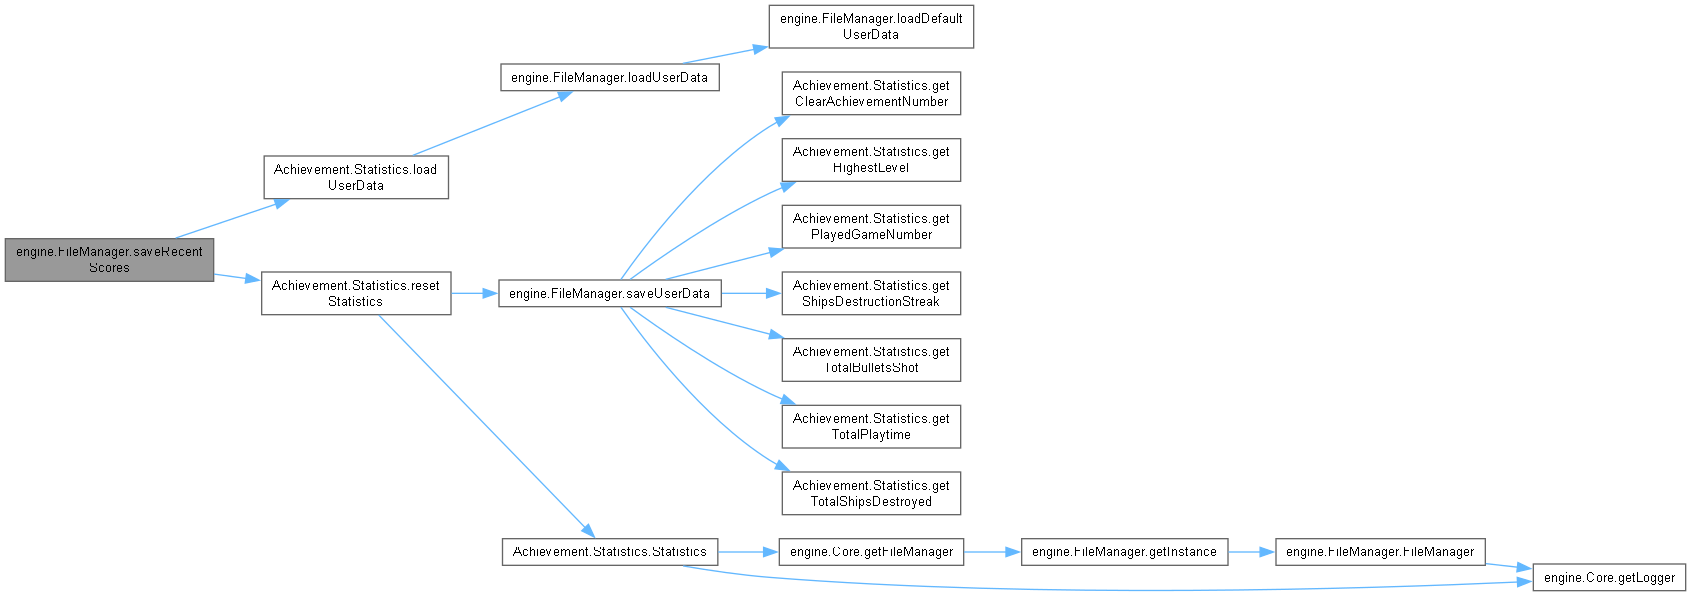 engine.FileManager.loadDefault
UserData
engine.FileManager.loadUserData
Achievement.Statistics.get
ClearAchievementNumber
Achievement.Statistics.get
HighestLevel
Achievement.Statistics.load
UserData
Achievement.Statistics.get
PlayedGameNumber
engine.FileManager.saveRecent
Scores
Achievement.Statistics.reset
Statistics
engine.FileManager.saveUserData
Achievement.Statistics.get
ShipsDestructionStreak
Achievement.Statistics.get
TotalBulletsShot
Achievement.Statistics.get
TotalPlaytime
Achievement.Statistics.get
TotalShipsDestroyed
Achievement.Statistics.Statistics
engine.Core.getFileManager
engine.FileManager.getInstance
engine.FileManager.FileManager
engine.Core.getLogger